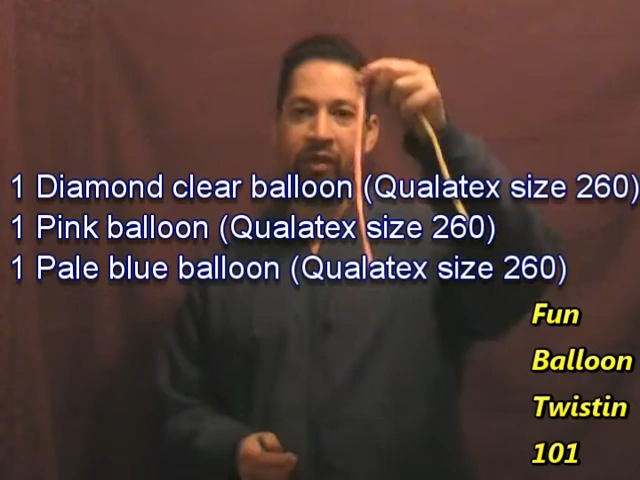 1 Diamond clear balloon (Qualatex size 260)
1 Pink balloon (Qualatex size 260)
1 Pale blue balloon (Qualatex size 260)
Fun
Balloon
Twistin
101